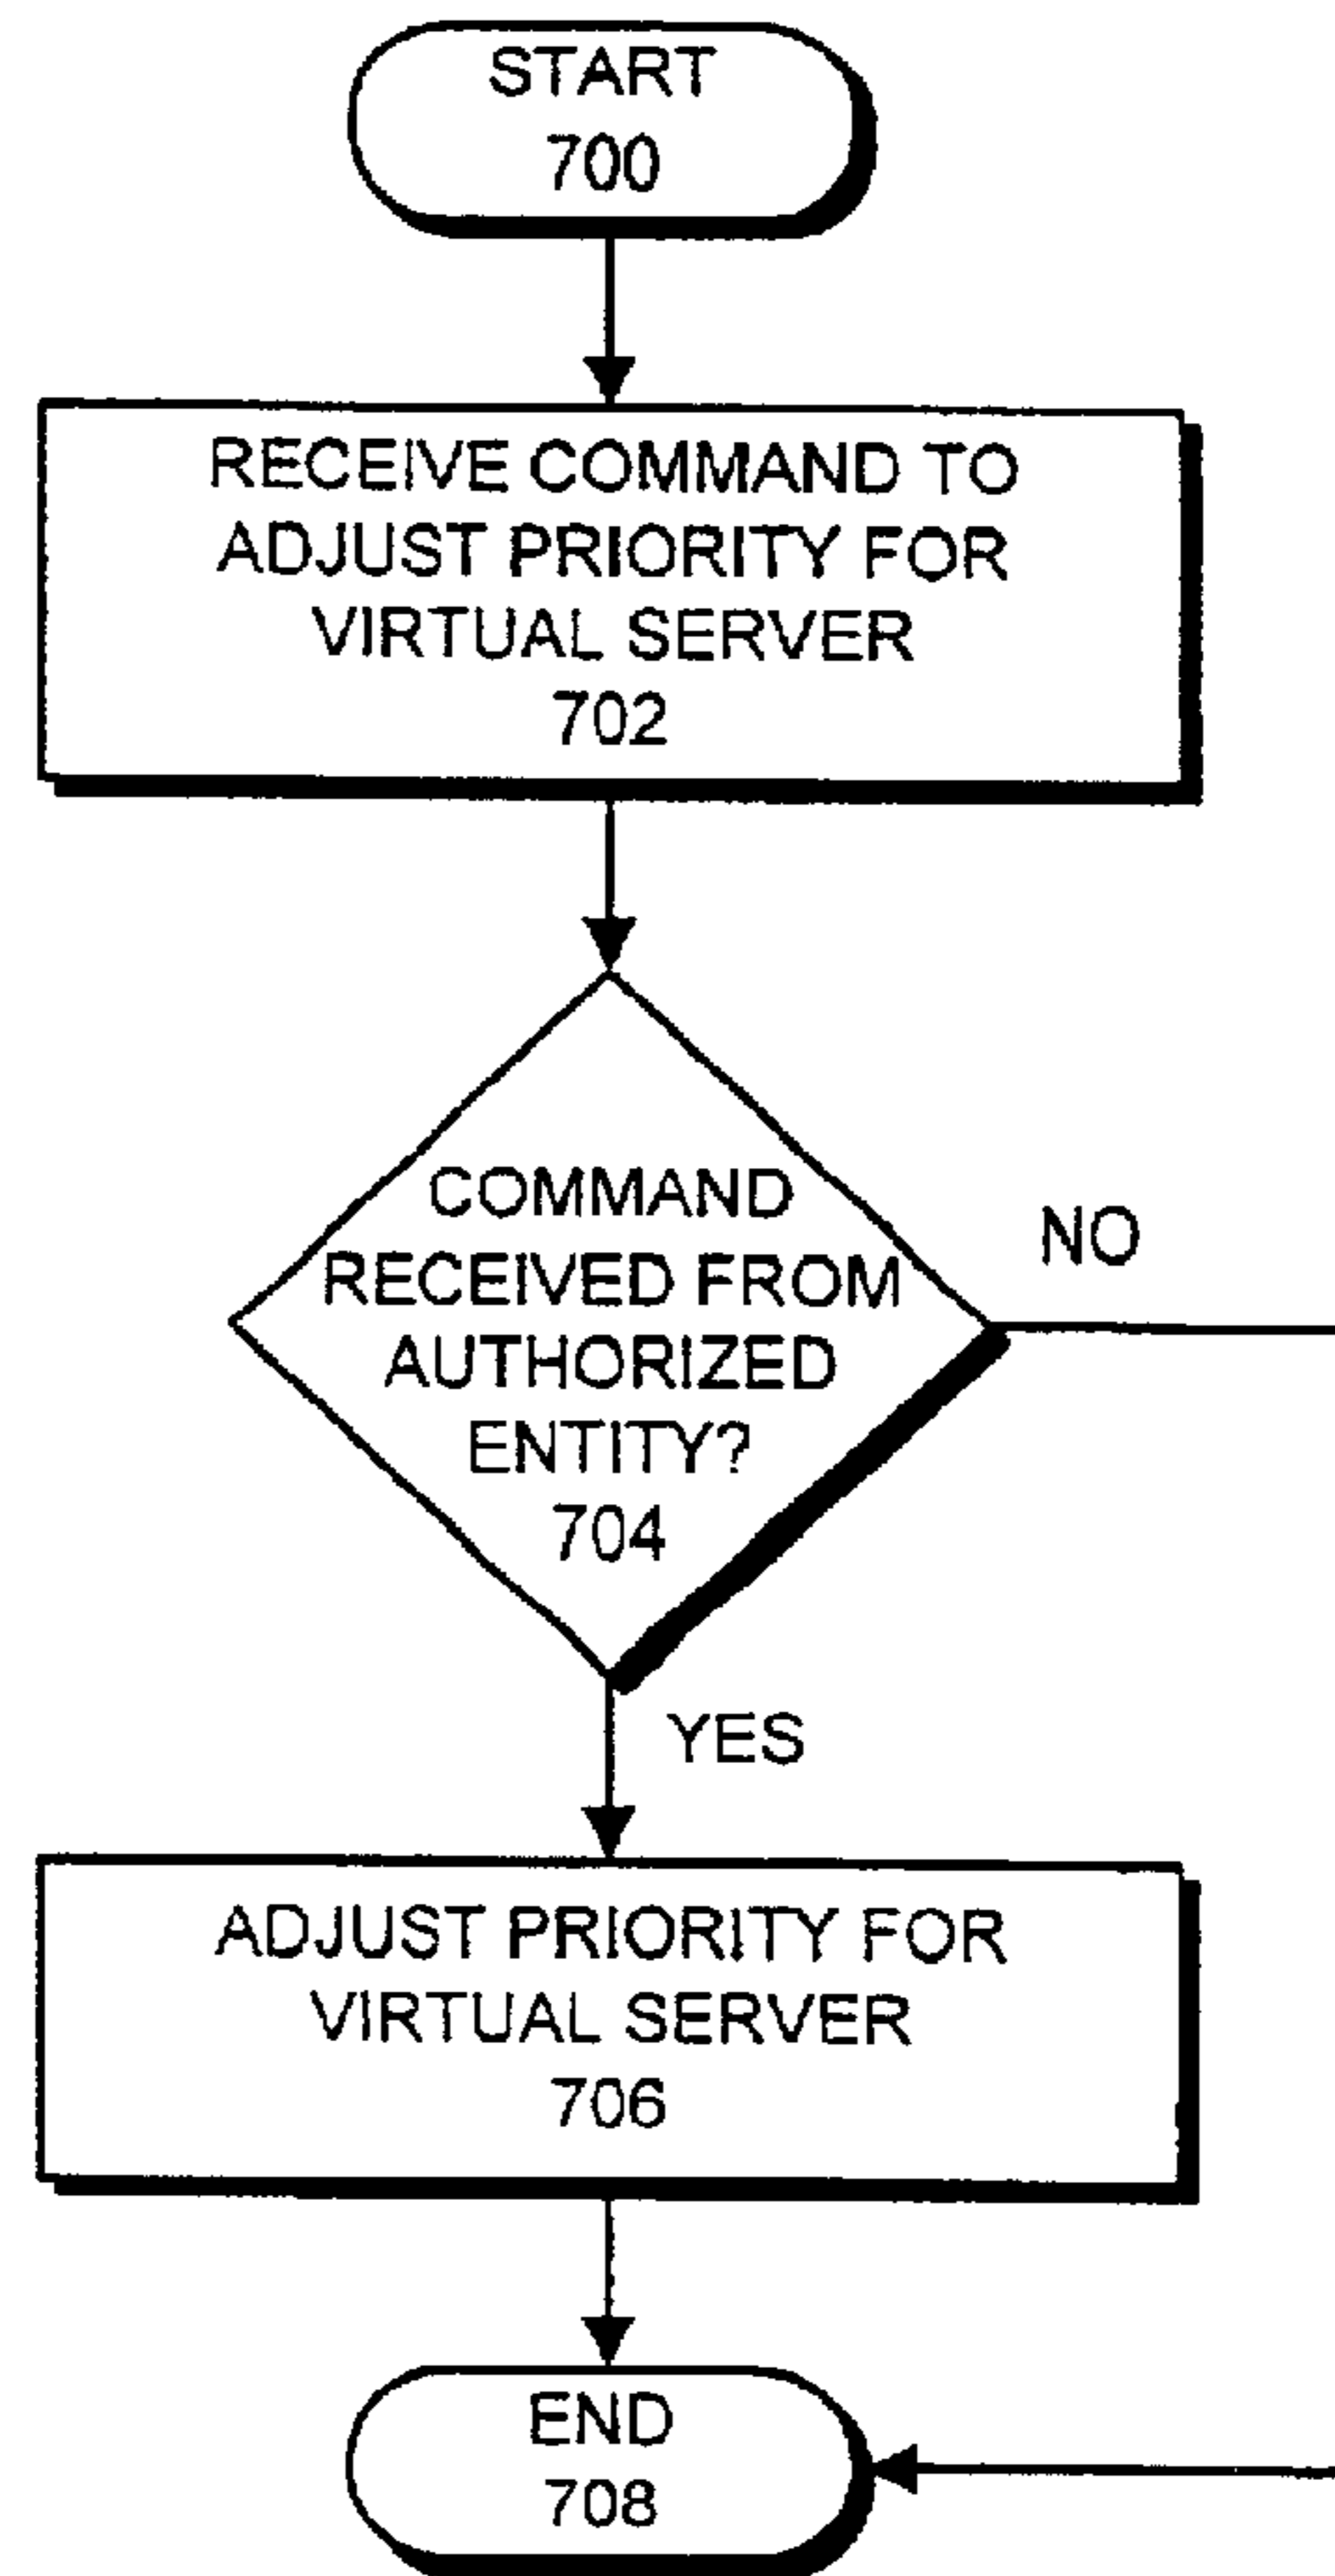 START
700
RECEIVE COMMAND TO
ADJUST PRIORITY FOR
VIRTUAL SERVER
702
COMMAND
RECEIVED FROM
AUTHORIZED
ENTITY?
704
NO
YES
ADJUST PRIORITY FOR
VIRTUAL SERVER
706
END
708